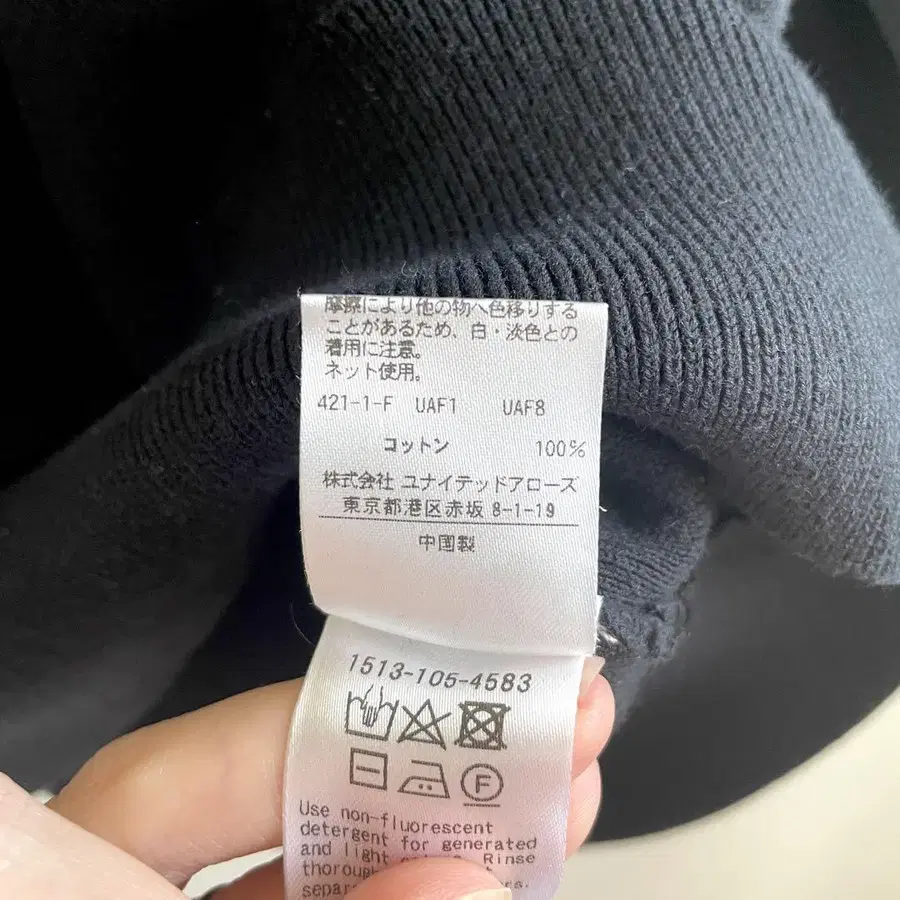 摩擦により他の物へ色移りする
ことがあるため、白・淡色との
着用に注意。
ネット使用。
421-1-F UAF1 UAF8
コットン 100%
株式会社 ユナイテッドアローズ
東京都港区赤坂 8-1-19
中国製
1513-105-4583
F
Use non-fluorescent
detergent for generated
and light Rinse